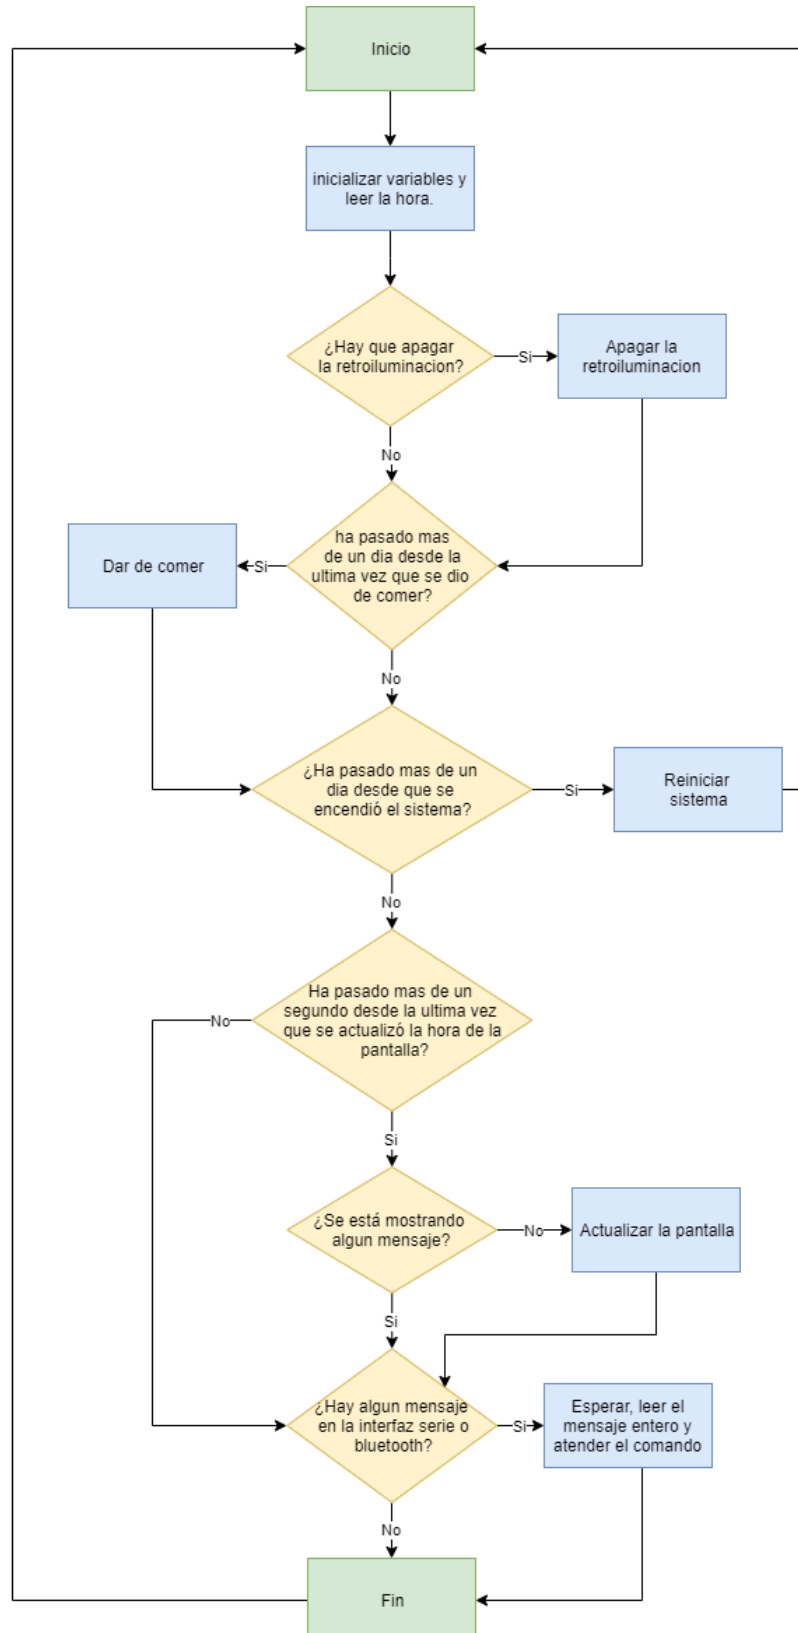 Inicio
inicializar variables y
leer la hora.
¿Hay que apagar
la retroiluminacion?
Si
Apagar la
retroiluminacion
No
ha pasado mas
de un dia desde la
ultima vez que se dio
de comer?
Si
Dar de comer
No
¿Ha pasado mas de un
dia desde que se
encendió el sistema?
Si
Reiniciar
sistema
No
Ha pasado mas de un
segundo desde la ultima vez
que se actualizó la hora de la
pantalla?
No
Si
¿Se está mostrando
algun mensaje?
No
Actualizar la pantalla
Si
¿Hay algun mensaje
en la interfaz serie o
bluetooth?
Si
Esperar, leer el
mensaje entero y
atender el comando
No
Fin